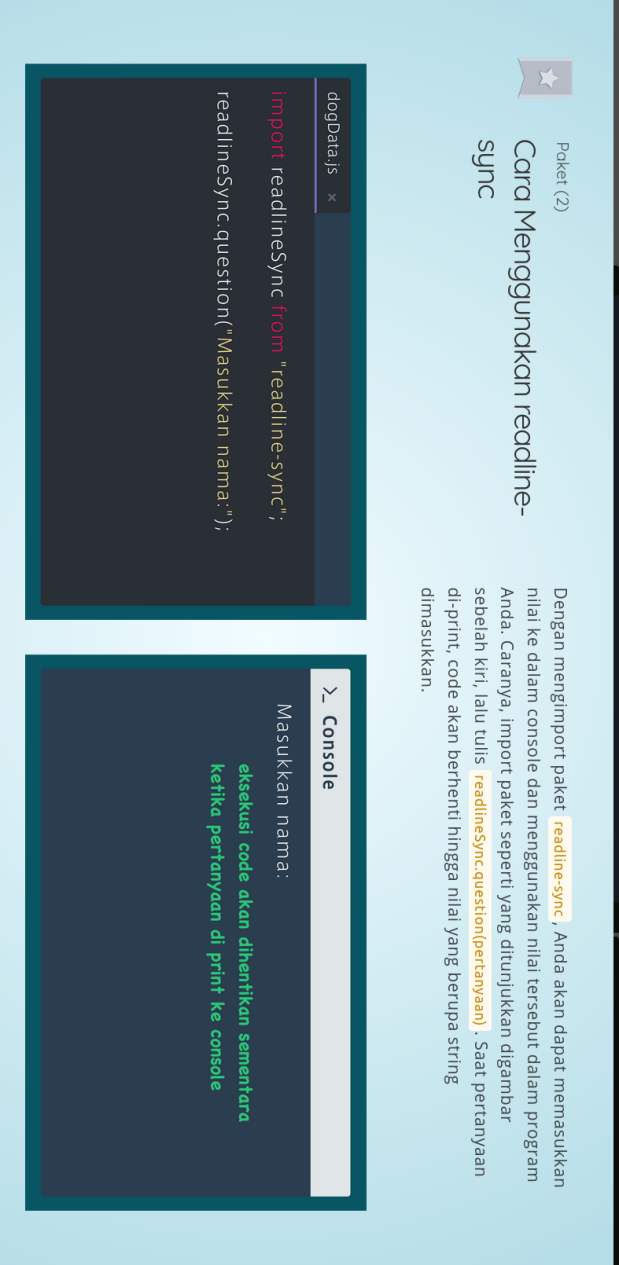 Paket (2)
Cara Menggunakan readline-
sync
Dengan mengimport paket readline-sync, Anda akan dapat memasukkan
nilai ke dalam console dan menggunakan nilai tersebut dalam program
Anda. Caranya, import paket seperti yang ditunjukkan digambar
sebelah kiri, lalu tulis readlineSync.question(pertanyaan). Saat pertanyaan
di-print, code akan berhenti hingga nilai yang berupa string
dimasukkan.
dogData.js ×
import readlineSync from "readline-sync";
readlineSync.question("Masukkan nama:");
>_ Console
Masukkan nama:
eksekusi code akan dihentikan sementara
ketika pertanyaan di print ke console